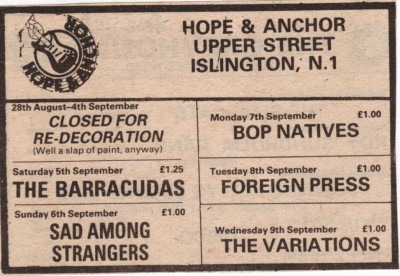 HOPE & ANCHOR
HOPE & ANCHOR
UPPER STREET
ISLINGTON, N.1
28th August–4th September
CLOSED FOR
RE-DECORATION
(Well a slap of paint, anyway)
Saturday 5th September £1.25
THE BARRACUDAS
Sunday 6th September £1.00
SAD AMONG
STRANGERS
Monday 7th September £1.00
BOP NATIVES
Tuesday 8th September £1.00
FOREIGN PRESS
Wednesday 9th September £1.00
THE VARIATIONS